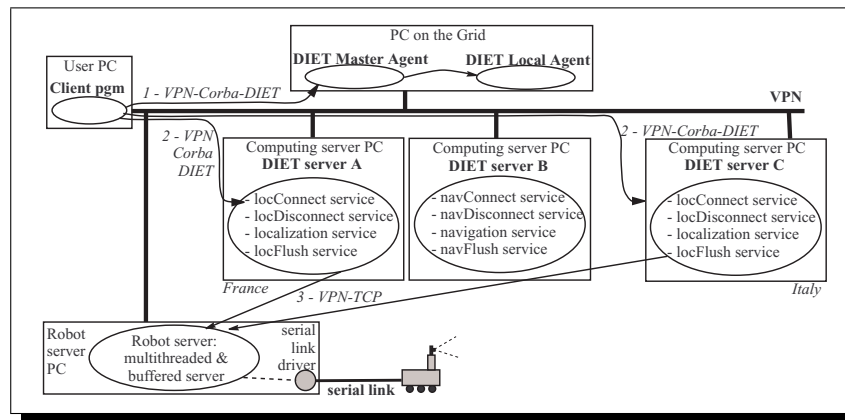 PC on the Grid
DIET Master Agent
DIET Local Agent
User PC
Client pgm
1 - VPN-Corba-DIET
VPN
2 - VPN
Corba
DIET
2 - VPN-Corba-DIET
Computing server PC
DIET server A
- locConnect service
- locDisconnect service
- localization service
- locFlush service
France
Computing server PC
DIET server B
- navConnect service
- navDisconnect service
- navigation service
- navFlush service
Computing server PC
DIET server C
- locConnect service
- locDisconnect service
- localization service
- locFlush service
Italy
3 - VPN-TCP
Robot
server
PC
Robot server:
multithreaded &
buffered server
serial
link
driver
serial link